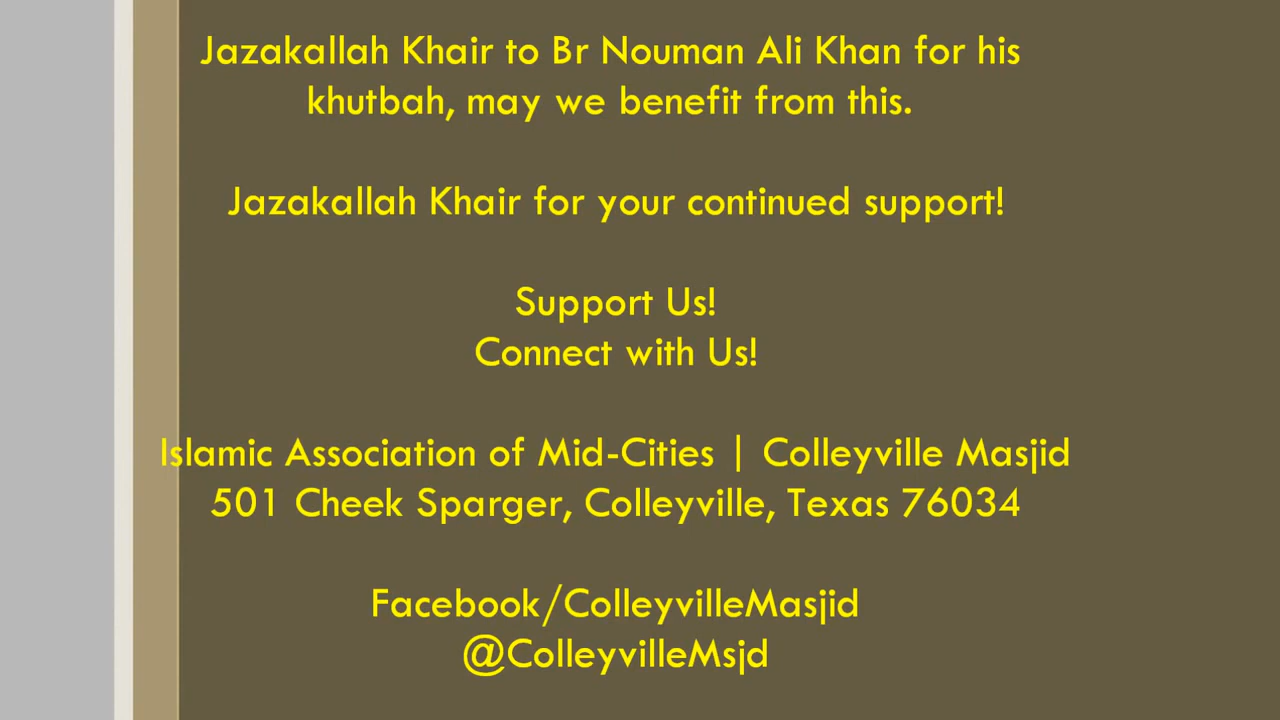 Jazakallah Khair to Br Nouman Ali Khan for his
khutbah, may we benefit from this.
Jazakallah Khair for your continued support!
Support Us!
Connect with Us!
Islamic Association of Mid-Cities | Colleyville Masjid
501 Cheek Sparger, Colleyville, Texas 76034
Facebook/ColleyvilleMasjid
@ColleyvilleMsjd